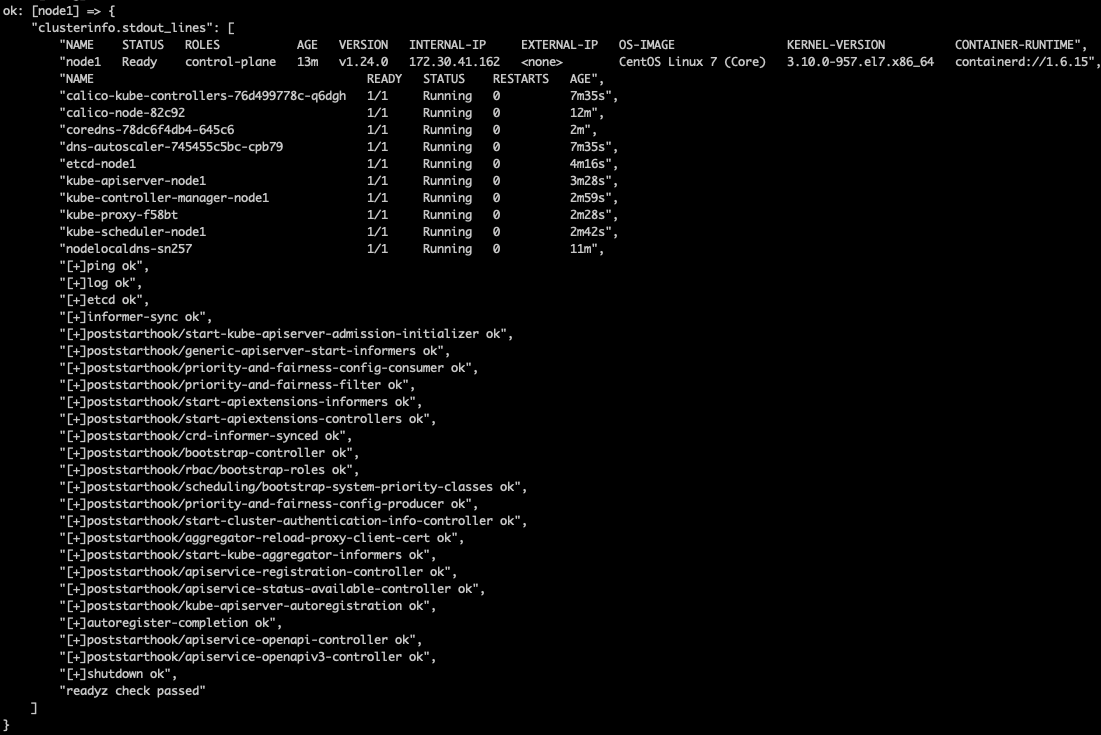 ok: [node1] => {
    "clusterinfo.stdout_lines": [
        "NAME    STATUS   ROLES           AGE   VERSION   INTERNAL-IP     EXTERNAL-IP   OS-IMAGE                KERNEL-VERSION          CONTAINER-RUNTIME",
        "node1   Ready    control-plane   13m   v1.24.0   172.30.41.162   <none>        CentOS Linux 7 (Core)   3.10.0-957.el7.x86_64   containerd://1.6.15",
        "NAME                                       READY   STATUS    RESTARTS   AGE",
        "calico-kube-controllers-76d499778c-q6dgh   1/1     Running   0          7m35s",
        "calico-node-82c92                          1/1     Running   0          12m",
        "coredns-78dc6f4db4-645c6                   1/1     Running   0          2m",
        "dns-autoscaler-745455c5bc-cpb79            1/1     Running   0          7m35s",
        "etcd-node1                                 1/1     Running   0          4m16s",
        "kube-apiserver-node1                       1/1     Running   0          3m28s",
        "kube-controller-manager-node1              1/1     Running   0          2m59s",
        "kube-proxy-f58bt                           1/1     Running   0          2m28s",
        "kube-scheduler-node1                       1/1     Running   0          2m42s",
        "nodelocaldns-sn257                         1/1     Running   0          11m",
        "[+]ping ok",
        "[+]log ok",
        "[+]etcd ok",
        "[+]informer-sync ok",
        "[+]poststarthook/start-kube-apiserver-admission-initializer ok",
        "[+]poststarthook/generic-apiserver-start-informers ok",
        "[+]poststarthook/priority-and-fairness-config-consumer ok",
        "[+]poststarthook/priority-and-fairness-filter ok",
        "[+]poststarthook/start-apiextensions-informers ok",
        "[+]poststarthook/start-apiextensions-controllers ok",
        "[+]poststarthook/crd-informer-synced ok",
        "[+]poststarthook/bootstrap-controller ok",
        "[+]poststarthook/rbac/bootstrap-roles ok",
        "[+]poststarthook/scheduling/bootstrap-system-priority-classes ok",
        "[+]poststarthook/priority-and-fairness-config-producer ok",
        "[+]poststarthook/start-cluster-authentication-info-controller ok",
        "[+]poststarthook/aggregator-reload-proxy-client-cert ok",
        "[+]poststarthook/start-kube-aggregator-informers ok",
        "[+]poststarthook/apiservice-registration-controller ok",
        "[+]poststarthook/apiservice-status-available-controller ok",
        "[+]poststarthook/kube-apiserver-autoregistration ok",
        "[+]autoregister-completion ok",
        "[+]poststarthook/apiservice-openapi-controller ok",
        "[+]poststarthook/apiservice-openapiv3-controller ok",
        "[+]shutdown ok",
        "readyz check passed"
    ]
}